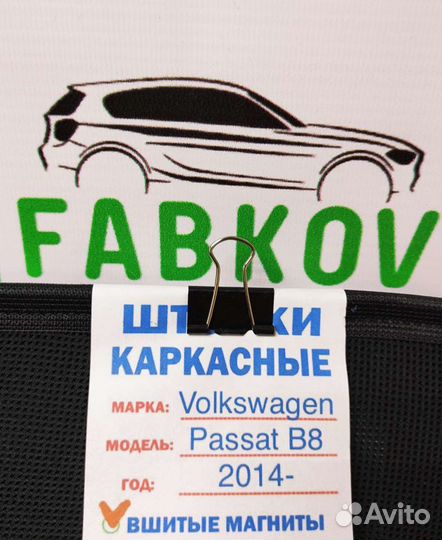 FABKOV
КАРКАСНЫЕ
МАРКА: Volkswagen
МОДЕЛЬ: Passat B8
ГОД: 2014-
ВШИТЫЕ МАГНИТЫ
Avito